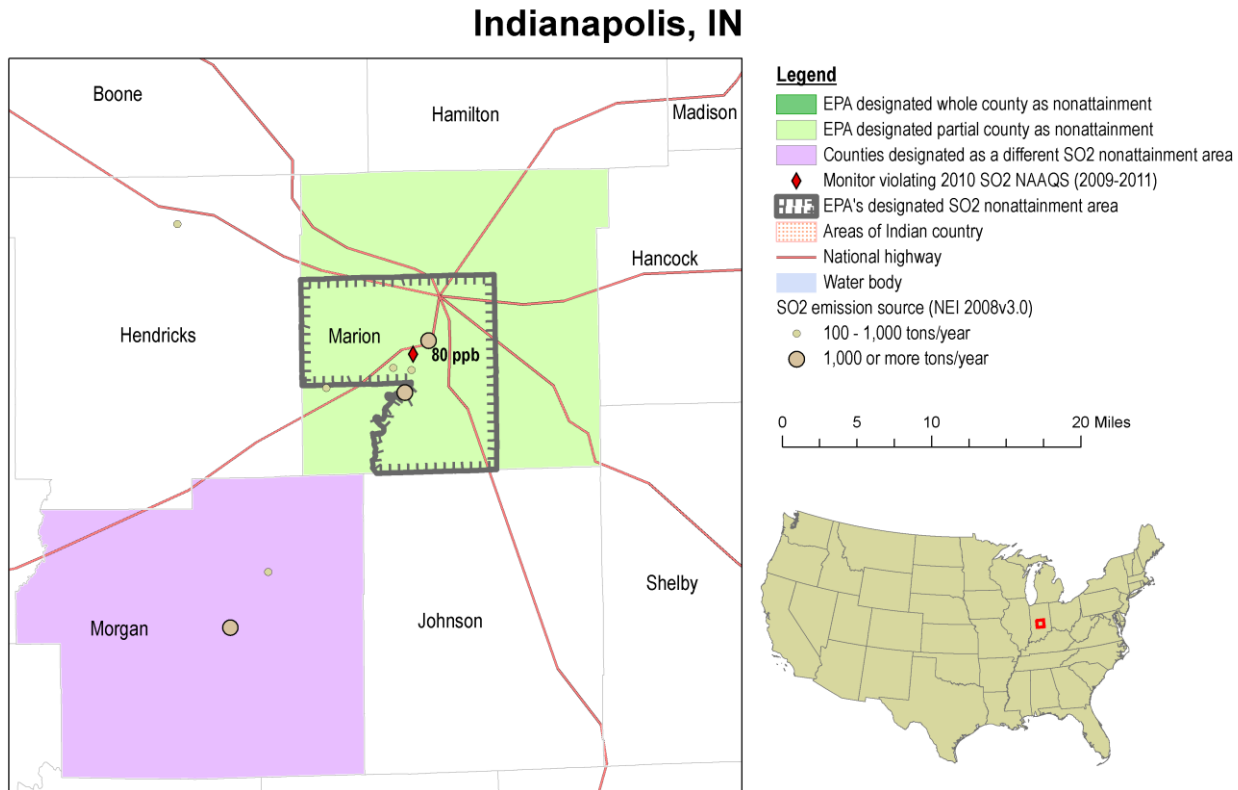 Indianapolis, IN
Boone
Hamilton
Madison
Hancock
Hendricks
Marion
80 ppb
Shelby
Johnson
Morgan
Legend
EPA designated whole county as nonattainment
EPA designated partial county as nonattainment
Counties designated as a different SO2 nonattainment area
Monitor violating 2010 SO2 NAAQS (2009-2011)
EPA's designated SO2 nonattainment area
Areas of Indian country
National highway
Water body
SO2 emission source (NEI 2008v3.0)
100 - 1,000 tons/year
1,000 or more tons/year
0 5 10 20 Miles